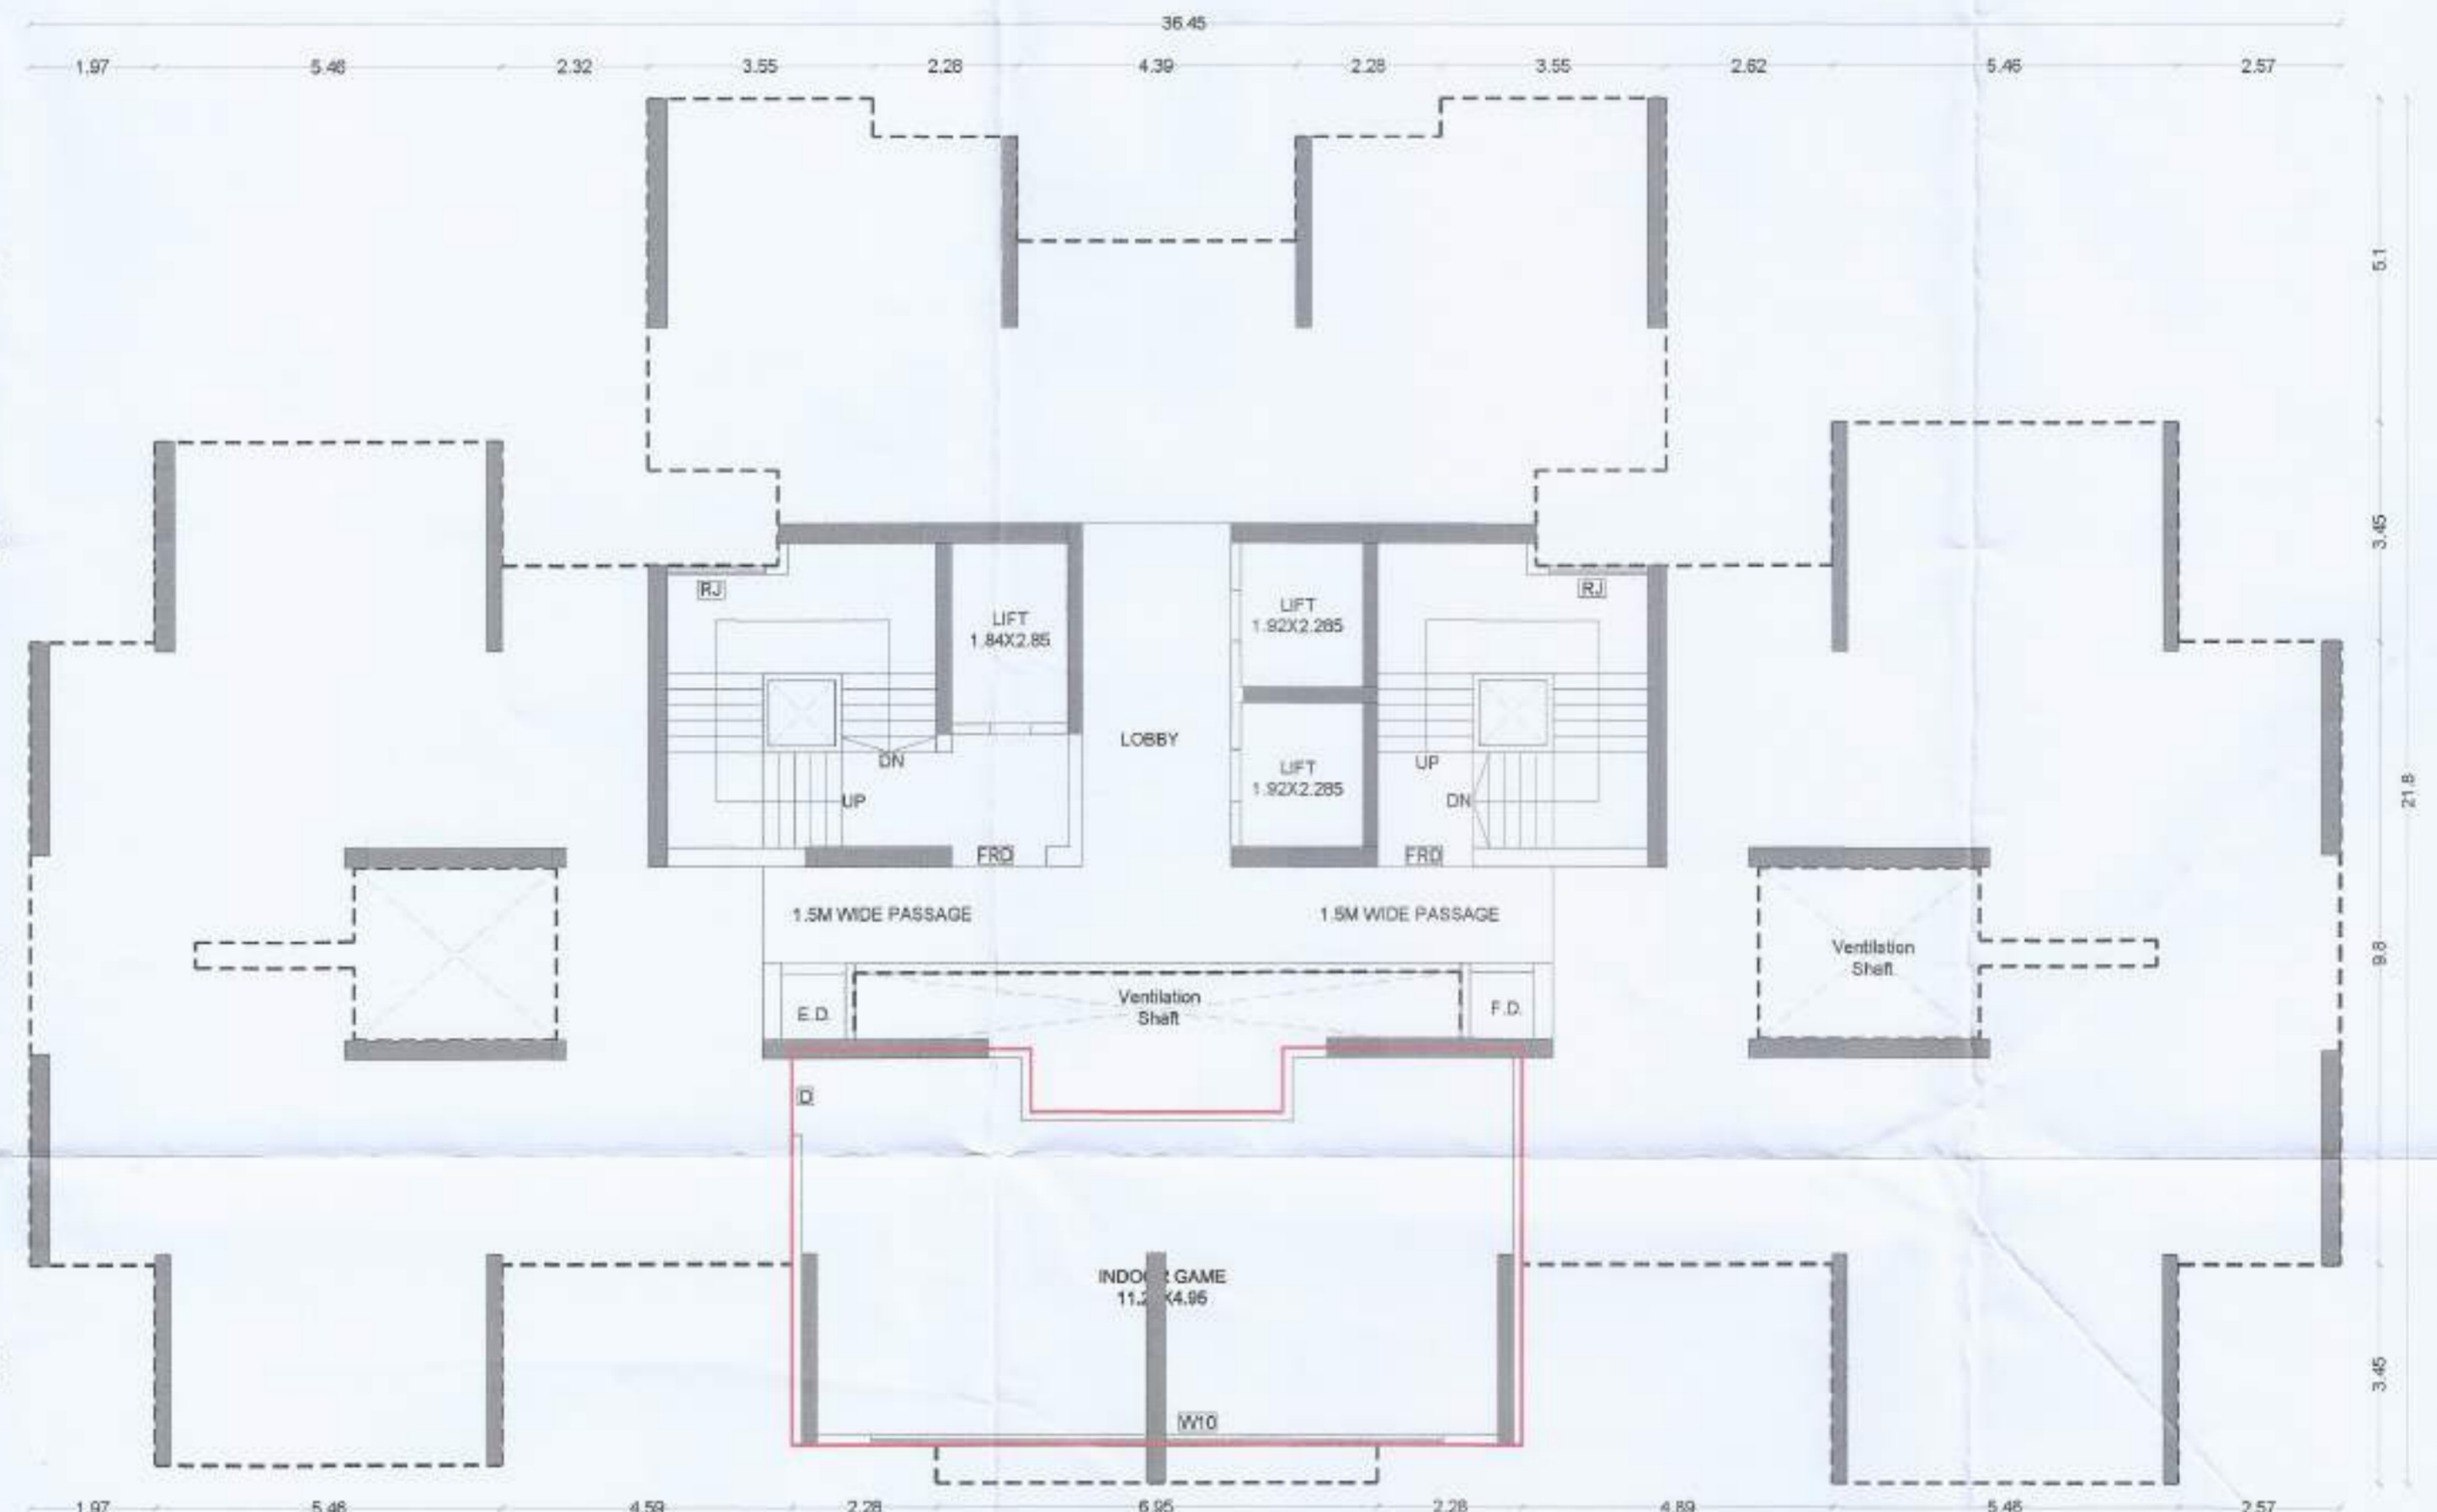 36.45
1.97 5.46 2.32 3.55 2.28 4.39 2.28 3.55 2.62 5.46 2.57
5.1
3.45
RJ
RJ
LIFT
1.84X2.85
LIFT
1.92X2.285
LOBBY
DN
UP
LIFT
1.92X2.285
UP
DN
21.8
FRD
FRD
1.5M WIDE PASSAGE
1.5M WIDE PASSAGE
Ventilation
Shaft
9.8
E.D.
Ventilation
Shaft
F.D.
D
INDOOR GAME
X4.95
3.45
W10
1.97 5.46 4.59 2.28 6.95 2.28 4.89 5.46 2.57